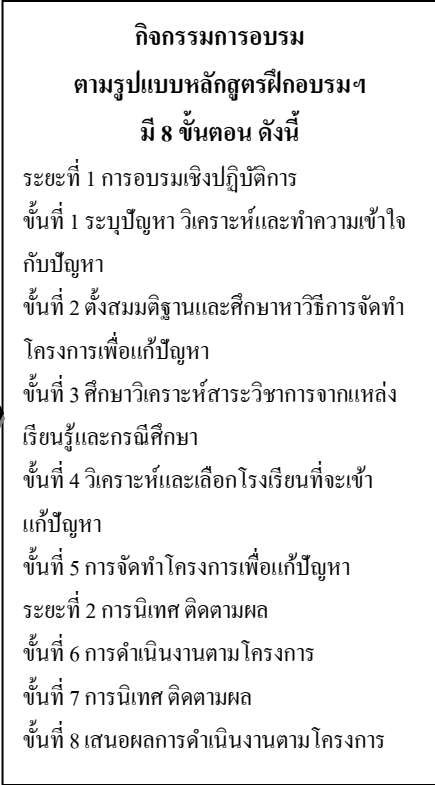 กิจกรรมการอบรม
ตามรูปแบบหลักสูตรฝึกอบรมฯ
มี 8 ขั้นตอน ดังนี้
ระยะที่ 1 การอบรมเชิงปฏิบัติการ
ขั้นที่ 1 ระบุปัญหา วิเคราะห์และทำความเข้าใจ
กับปัญหา
ขั้นที่ 2 ตั้งสมมติฐานและศึกษาหาวิธีการจัดทำ
โครงการเพื่อแก้ปัญหา
ขั้นที่ 3 ศึกษาวิเคราะห์สาระวิชาการจากแหล่ง
เรียนรู้และกรณีศึกษา
ขั้นที่ 4 วิเคราะห์และเลือกโรงเรียนที่จะเข้า
แก้ปัญหา
ขั้นที่ 5 การจัดทำโครงการเพื่อแก้ปัญหา
ระยะที่ 2 การนิเทศ ติดตามผล
ขั้นที่ 6 การดำเนินงานตามโครงการ
ขั้นที่ 7 การนิเทศ ติดตามผล
ขั้นที่ 8 เสนอผลการดำเนินงานตามโครงการ